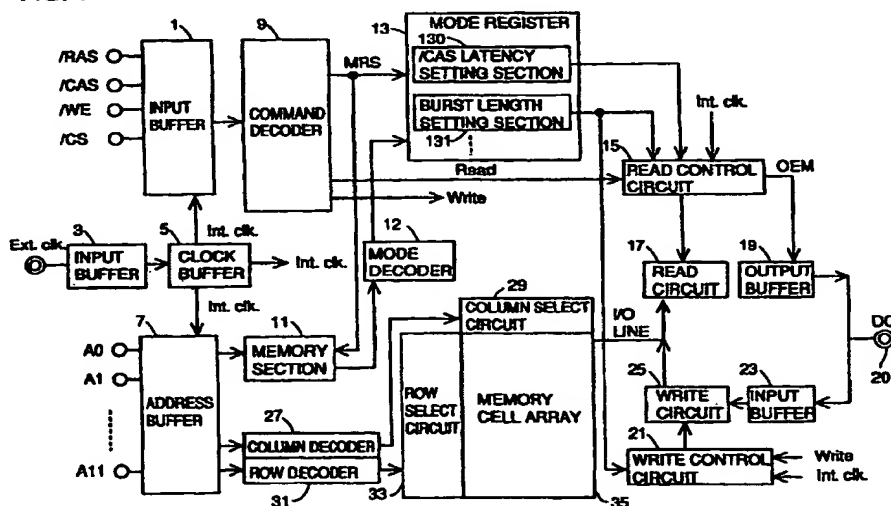 1
9
13
MODE REGISTER
130
/CAS LATENCY
SETTING SECTION
BURST LENGTH
SETTING SECTION
131
/RAS
/CAS
/WE
/CS
INPUT
BUFFER
COMMAND
DECODER
MRS
Int. clk.
15
READ CONTROL
CIRCUIT
OEM
Read
Write
Ext. clk.
3
INPUT
BUFFER
5
CLOCK
BUFFER
Int. clk.
Int. clk.
Int. clk.
12
MODE
DECODER
17
READ
CIRCUIT
19
OUTPUT
BUFFER
7
A0
A1
A11
ADDRESS
BUFFER
11
MEMORY
SECTION
29
COLUMN SELECT
CIRCUIT
I/O
LINE
ROW
SELECT
CIRCUIT
MEMORY
CELL ARRAY
27
COLUMN DECODER
ROW DECODER
31
33
35
25
WRITE
CIRCUIT
23
INPUT
BUFFER
20
21
WRITE CONTROL
CIRCUIT
Write
Int. clk.